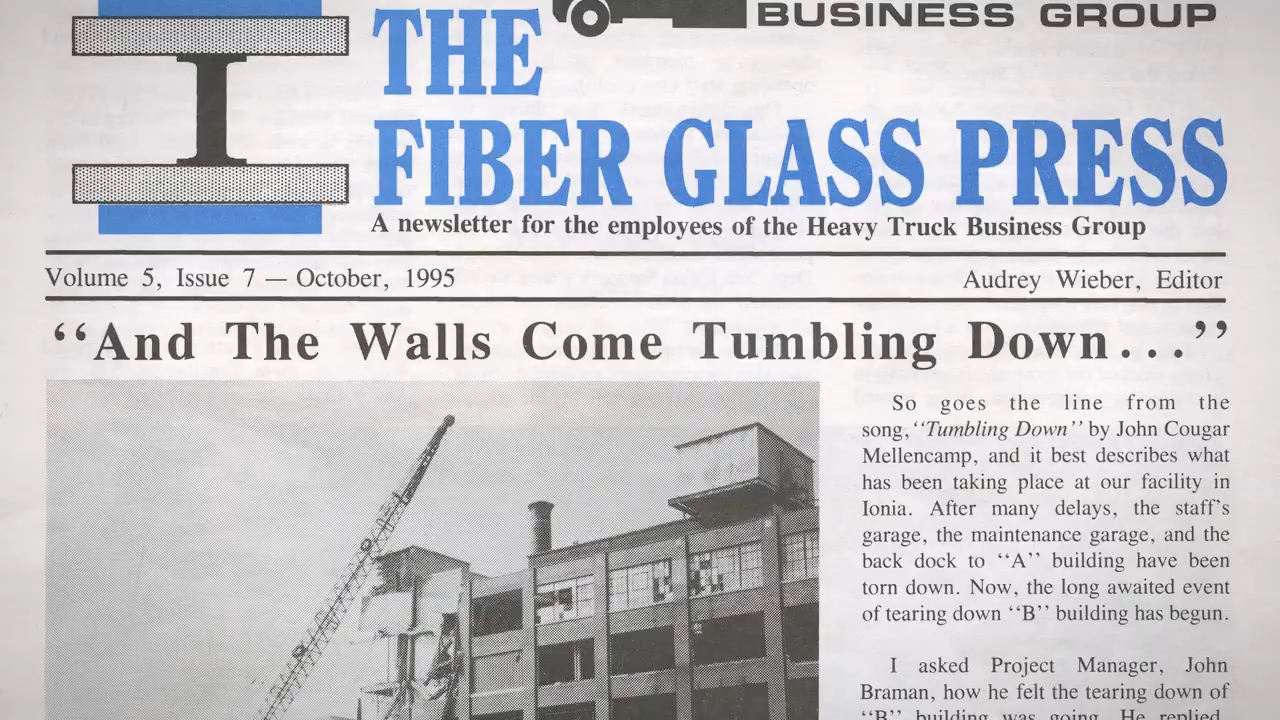 BUSINESS GROUP
THE
FIBER GLASS PRESS
A newsletter for the employees of the Heavy Truck Business Group
Volume 5, Issue 7 — October, 1995
Audrey Wieber, Editor
“And The Walls Come Tumbling Down....”
So goes the line from the
song, “Tumbling Down” by John Cougar
Mellencamp, and it best describes what
has been taking place at our facility in
Ionia. After many delays, the staff's
garage, the maintenance garage, and the
back dock to “A” building have been
torn down. Now, the long awaited event
of tearing down “B” building has begun.
I asked Project Manager, John
Braman, how he felt the tearing down of
“B” building was going. He replied,